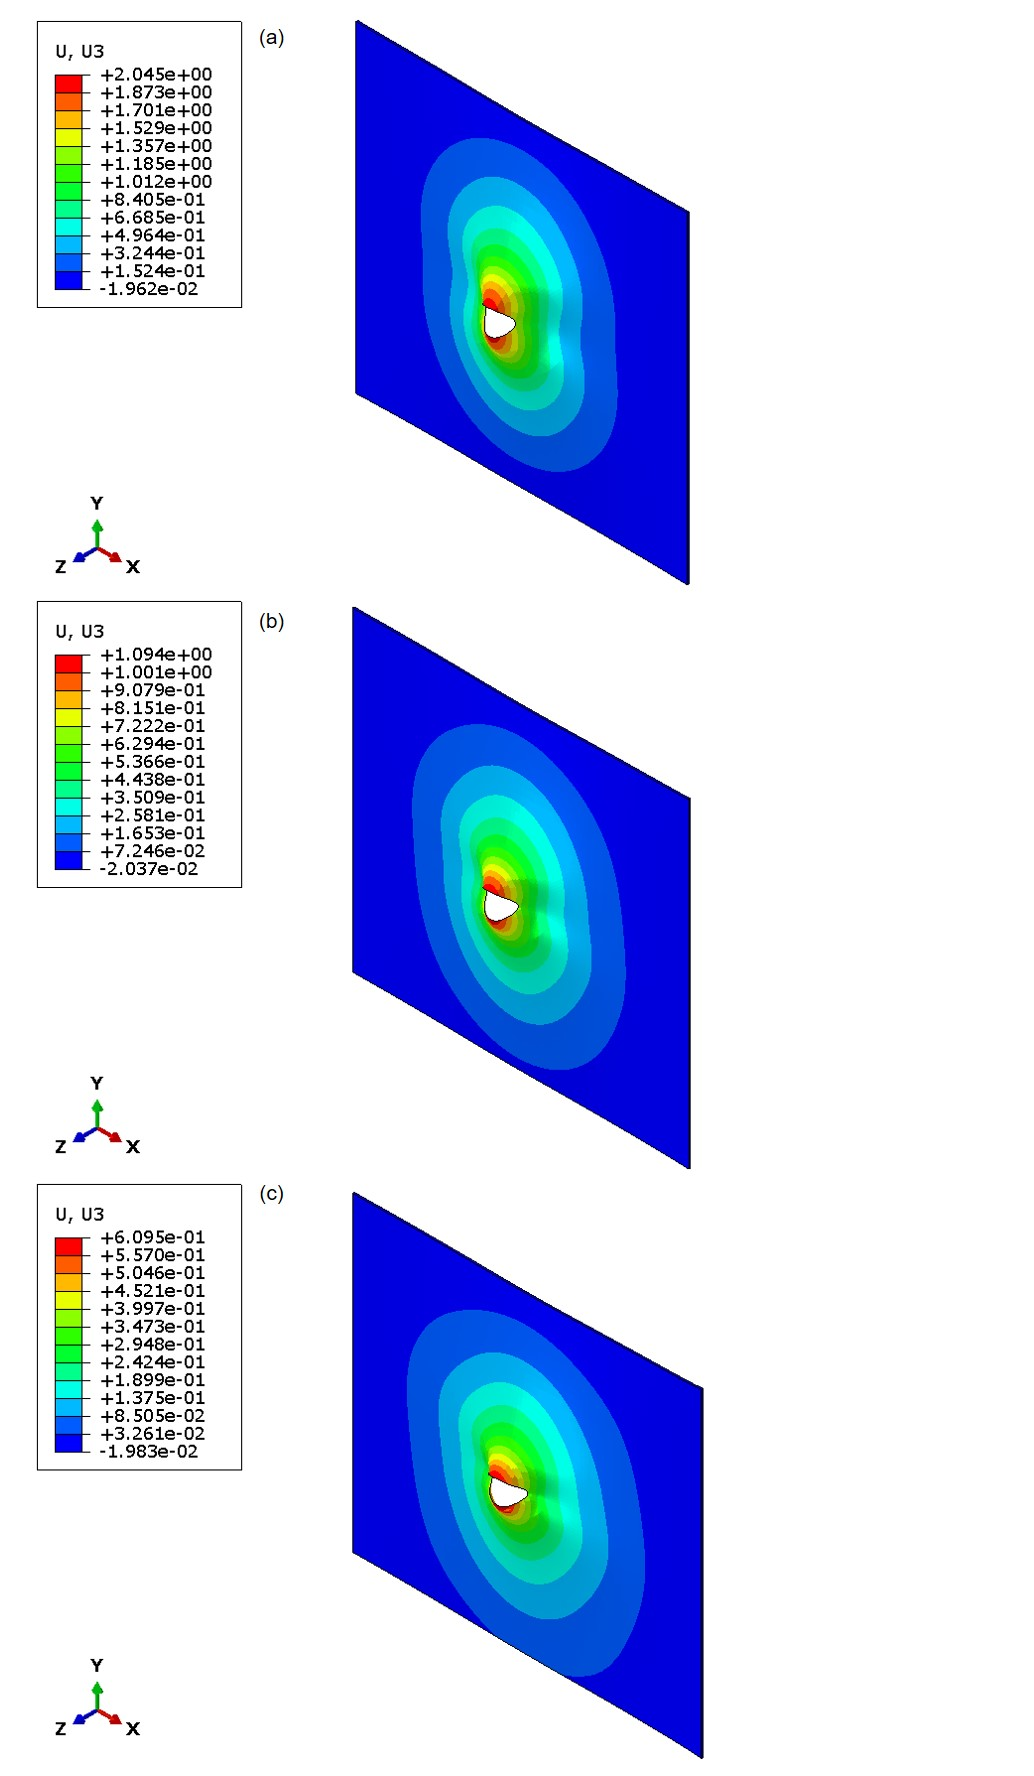 (a)
U, U3
+2.045e+00
+1.873e+00
+1.701e+00
+1.529e+00
+1.357e+00
+1.185e+00
+1.012e+00
+8.405e-01
+6.685e-01
+4.964e-01
+3.244e-01
+1.524e-01
-1.962e-02
Y
Z X
(b)
U, U3
+1.094e+00
+1.001e+00
+9.079e-01
+8.151e-01
+7.222e-01
+6.294e-01
+5.366e-01
+4.438e-01
+3.509e-01
+2.581e-01
+1.653e-01
+7.246e-02
-2.037e-02
Y
Z X
(c)
U, U3
+6.095e-01
+5.570e-01
+5.046e-01
+4.521e-01
+3.997e-01
+3.473e-01
+2.948e-01
+2.424e-01
+1.899e-01
+1.375e-01
+8.505e-02
+3.261e-02
-1.983e-02
Y
Z X